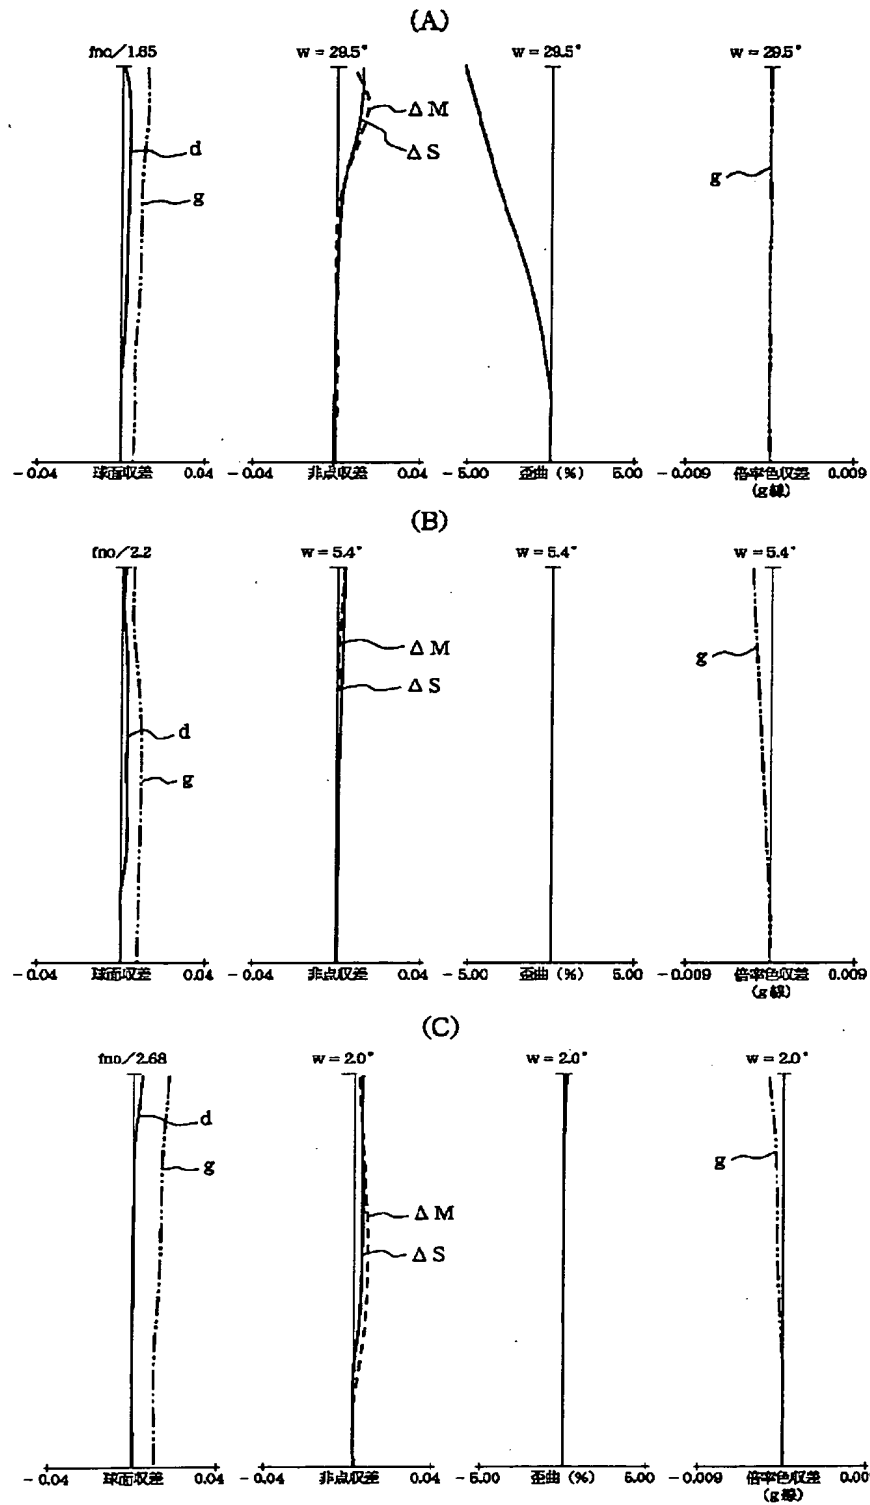 (A)
fno/1.65 w = 29.5° w = 29.5° w = 29.5°
ΔM
ΔS
d
g
g
-0.04 球面収差 0.04 -0.04 非点収差 0.04 -5.00 歪曲 (%) 5.00 -0.009 倍率色収差 0.009
(g線)
(B)
fno/2.2 w = 5.4° w = 5.4° w = 5.4°
ΔM
ΔS
g
d
g
-0.04 球面収差 0.04 -0.04 非点収差 0.04 -5.00 歪曲 (%) 5.00 -0.009 倍率色収差 0.009
(g線)
(C)
fno/2.68 w = 2.0° w = 2.0° w = 2.0°
d
g
g
ΔM
ΔS
-0.04 球面収差 0.04 -0.04 非点収差 0.04 -5.00 歪曲 (%) 5.00 -0.009 倍率色収差 0.00
(g線)